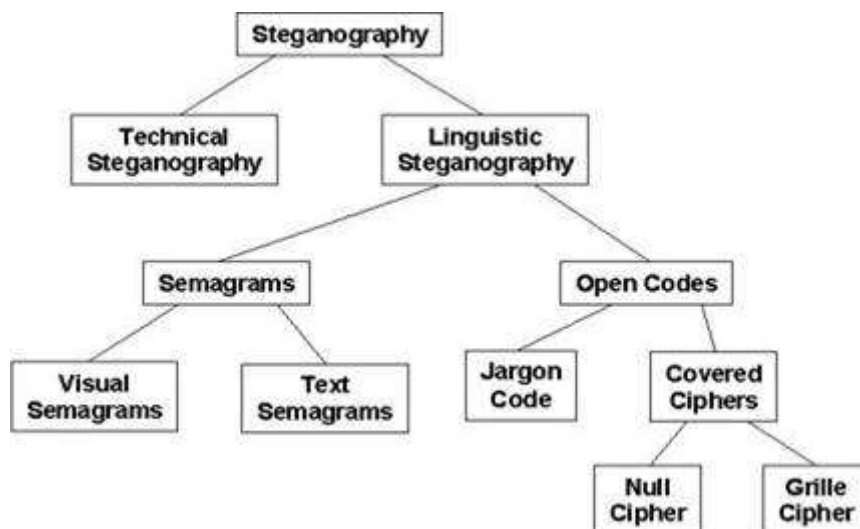 Steganography
Technical
Steganography
Linguistic
Steganography
Semagrams
Open Codes
Visual
Semagrams
Text
Semagrams
Jargon
Code
Covered
Ciphers
Null
Cipher
Grille
Cipher